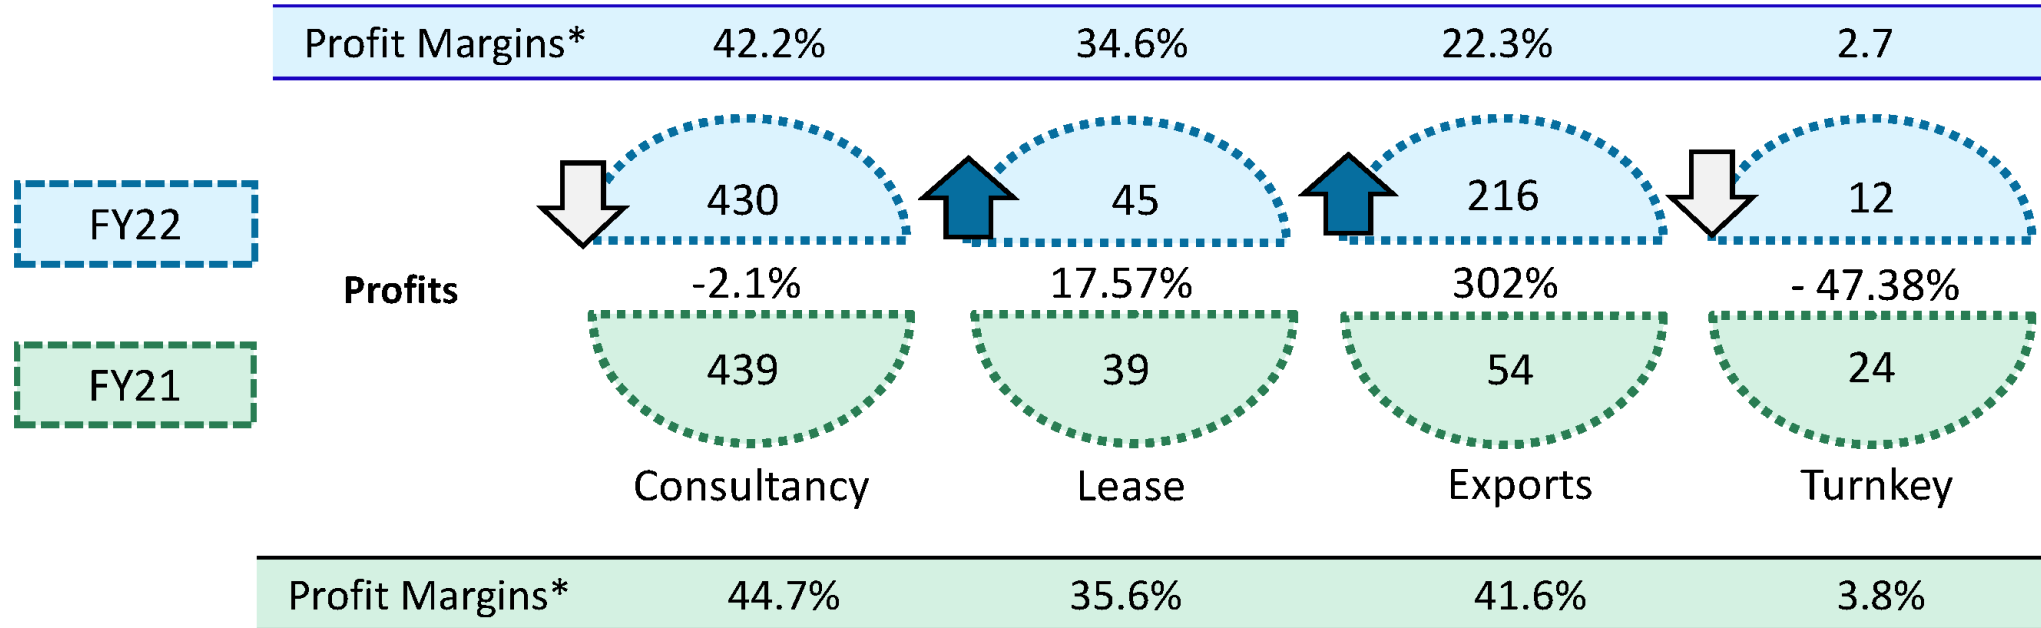 Profit Margins* 42.2% 34.6% 22.3% 2.7
FY22 430 45 216 12
Profits -2.1% 17.57% 302% - 47.38%
FY21 439 39 54 24
Consultancy Lease Exports Turnkey
Profit Margins* 44.7% 35.6% 41.6% 3.8%